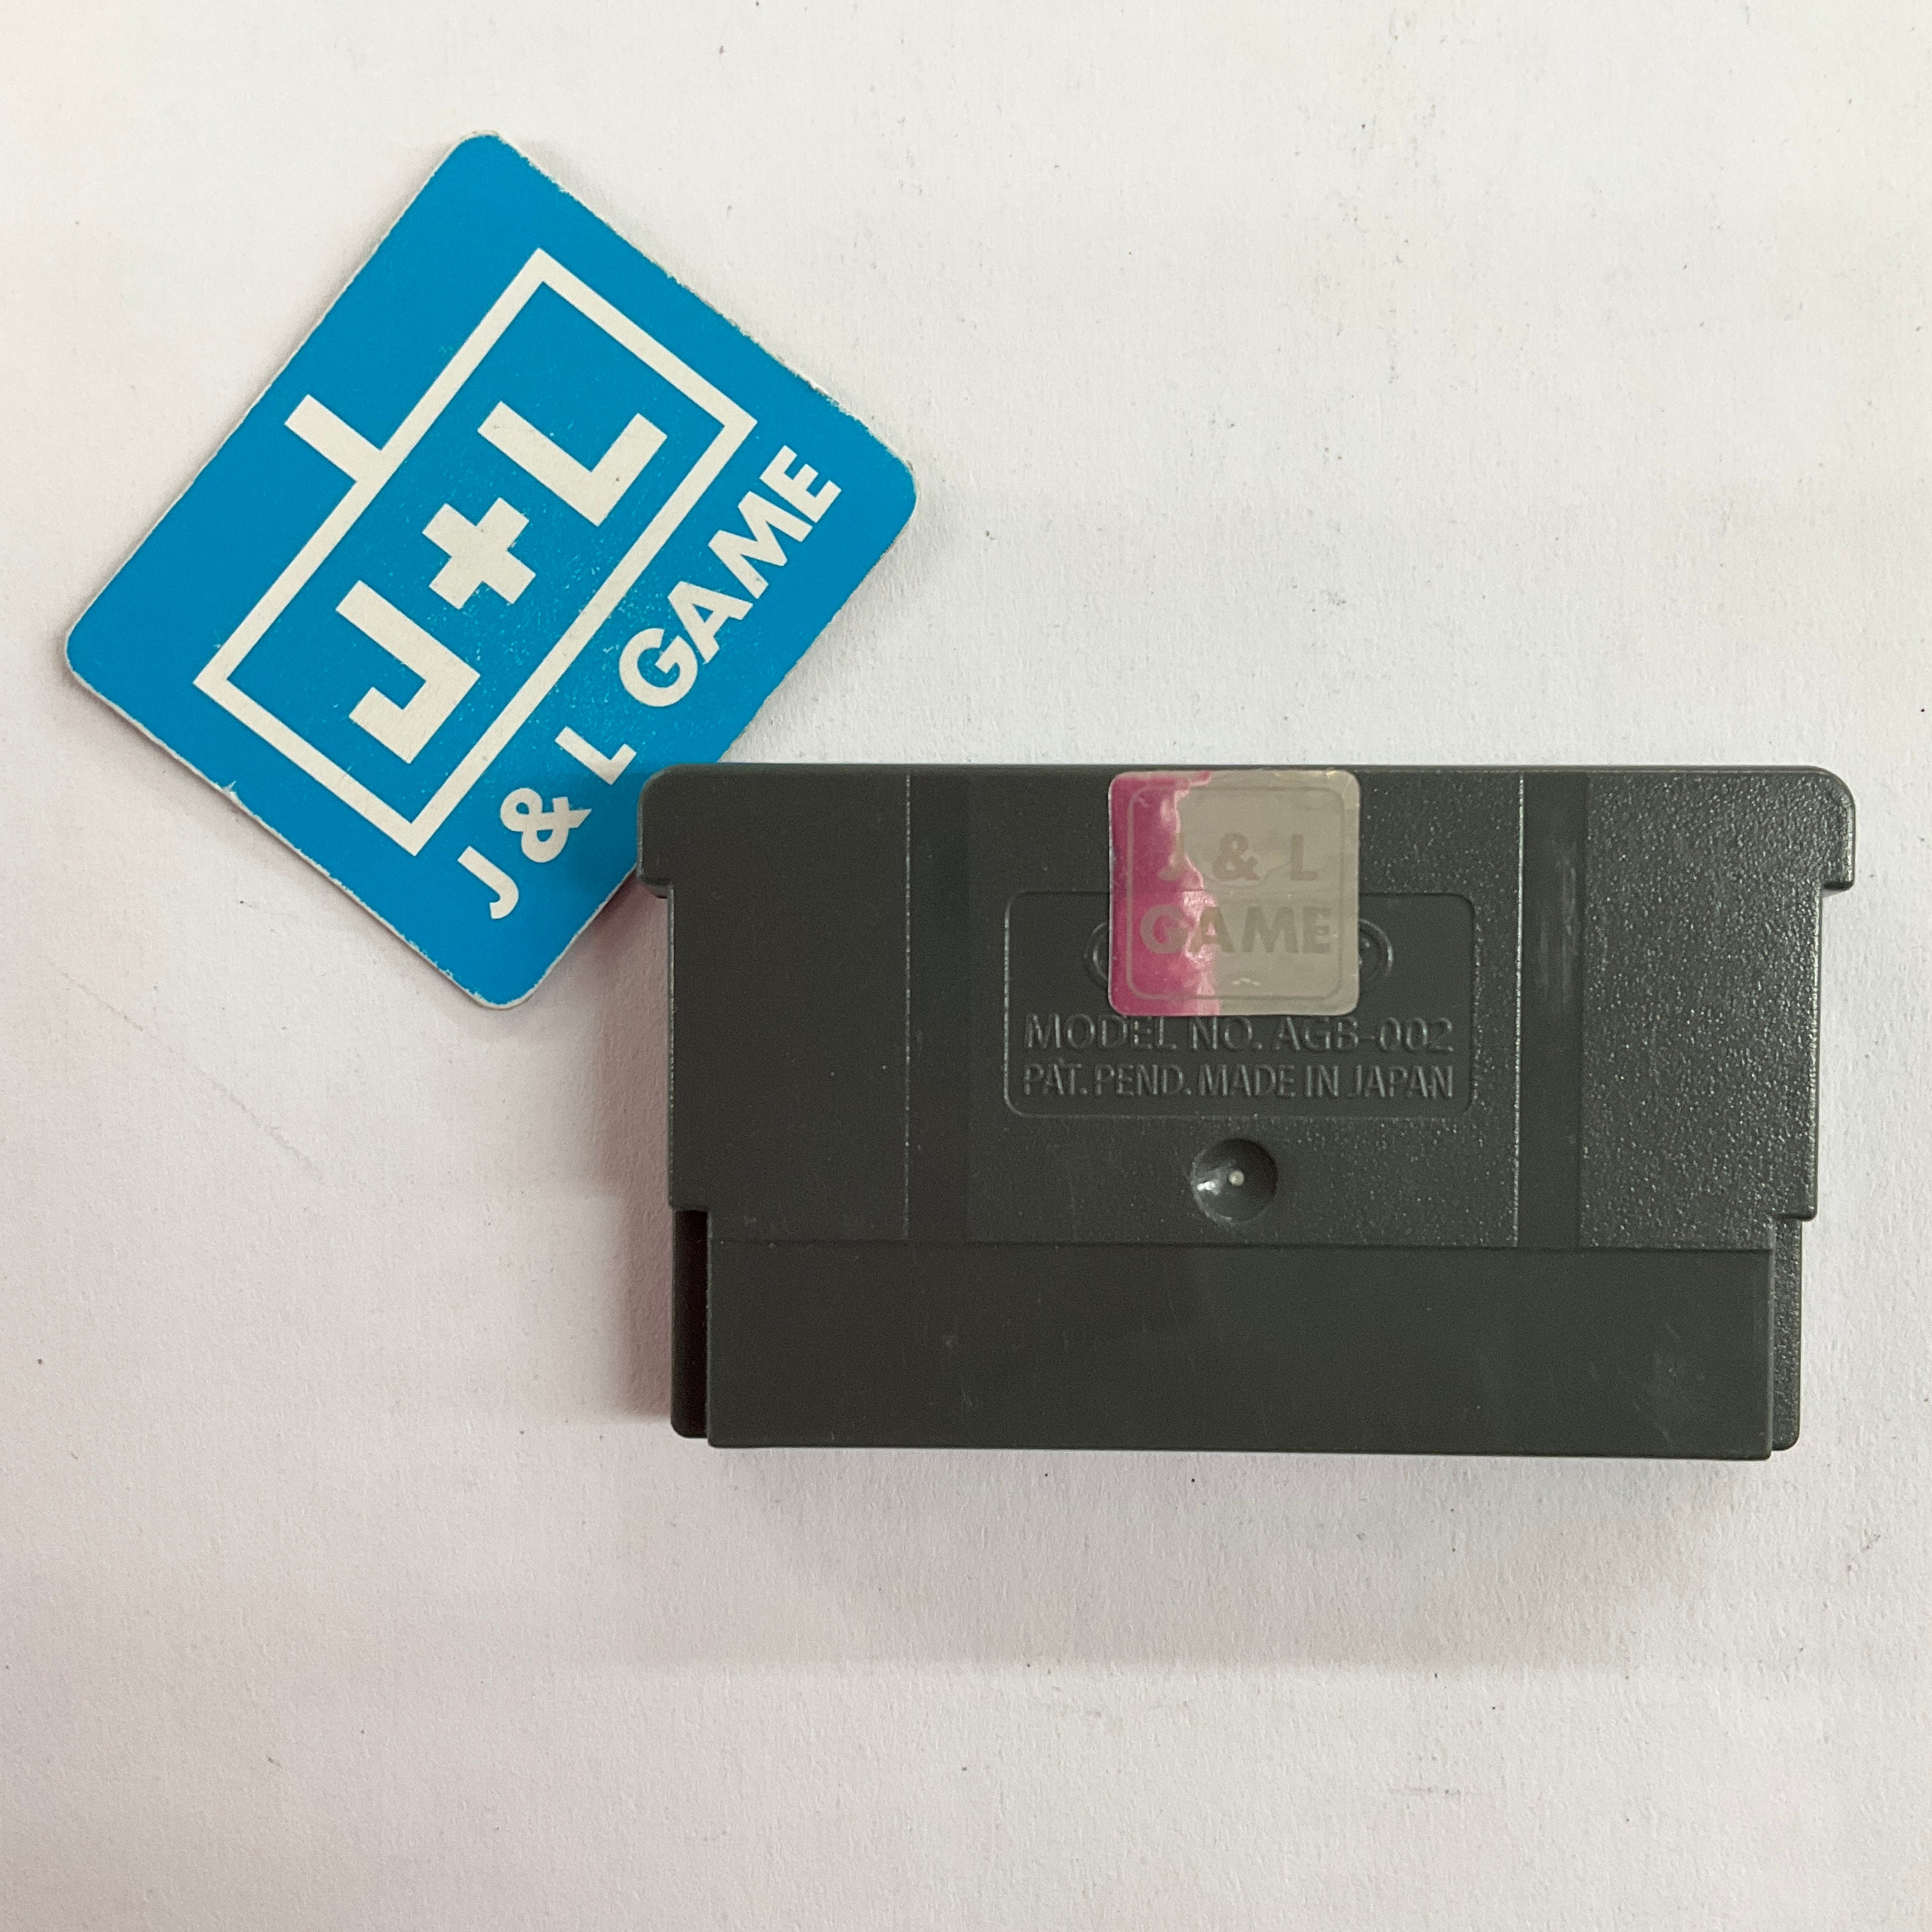 J+L
J & L GAME
J & L
GAME
MODEL NO. AGB-002
PAT. PEND. MADE IN JAPAN